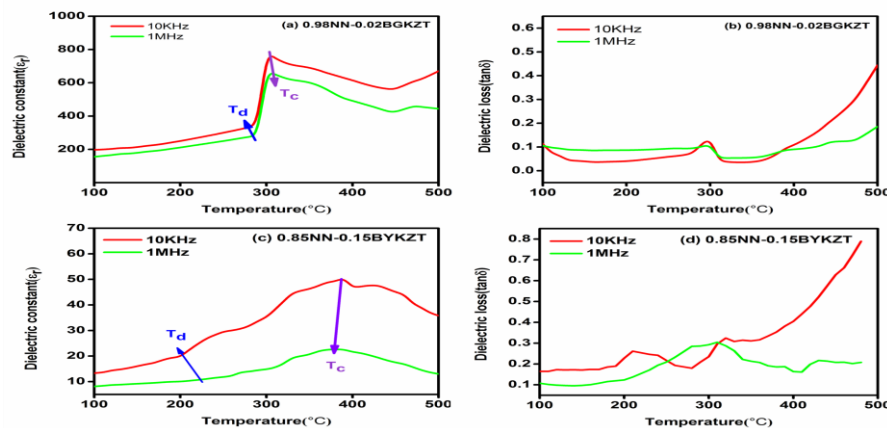 (a) 0.98NN-0.02BGKZT
10KHz
1MHz
Dielectric constant(εr)
1000
800
600
400
200
Td
Tc
100 200 300 400 500
Temperature(°C)
(b) 0.98NN-0.02BGKZT
10KHz
1MHz
Dielectric loss(tanδ)
0.6
0.5
0.4
0.3
0.2
0.1
0.0
100 200 300 400 500
Temperature(°C)
(c) 0.85NN-0.15BYKZT
10KHz
1MHz
Dielectric constant(εr)
70
60
50
40
30
20
10
Td
Tc
100 200 300 400 500
Temperature(°C)
(d) 0.85NN-0.15BYKZT
10KHz
1MHz
Dielectric loss(tanδ)
0.8
0.7
0.6
0.5
0.4
0.3
0.2
0.1
100 200 300 400 500
Temperature(°C)